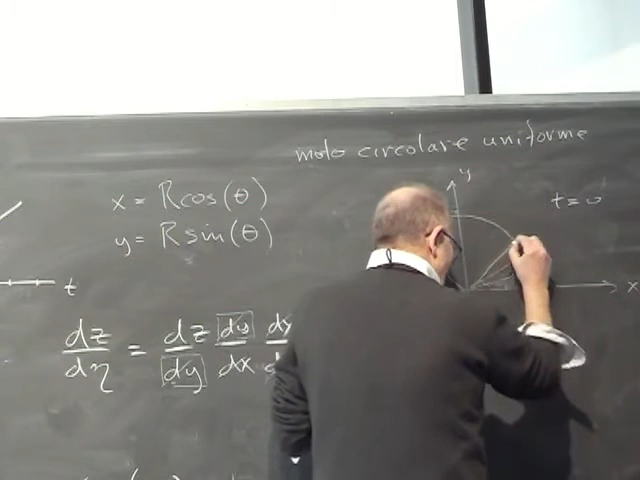 moto circolare uniforme
y
x = R cos(θ)
t = 0
y = R sin(θ)
t
x
dz/dη = dz/dy dy/dx